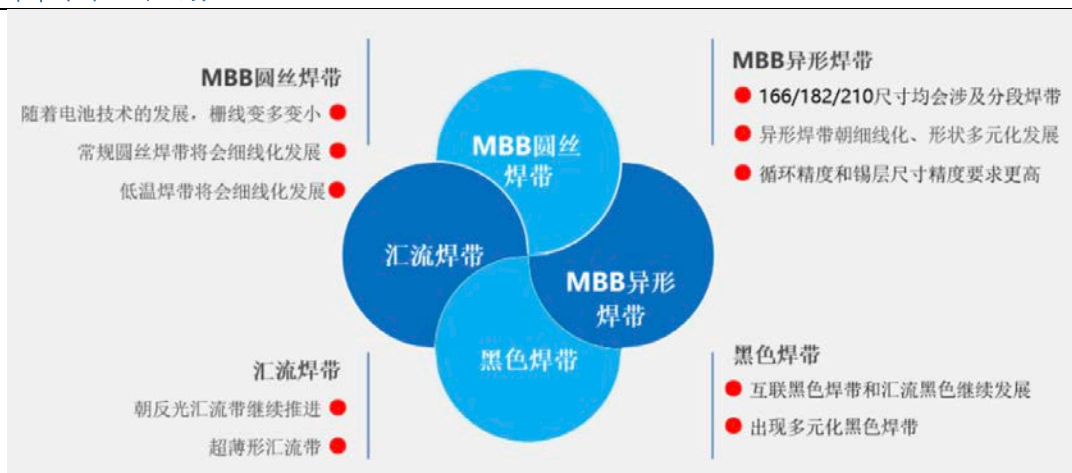 MBB圆丝焊带
随着电池技术的发展，栅线变多变小
常规圆丝焊带将会细线化发展
低温焊带将会细线化发展
MBB异形焊带
166/182/210尺寸均会涉及分段焊带
异形焊带朝细线化、形状多元化发展
循环精度和锡层尺寸精度要求更高
MBB圆丝
焊带
汇流焊带
MBB异形
焊带
黑色焊带
汇流焊带
朝反光汇流带继续推进
超薄形汇流带
黑色焊带
互联黑色焊带和汇流黑色继续发展
出现多元化黑色焊带